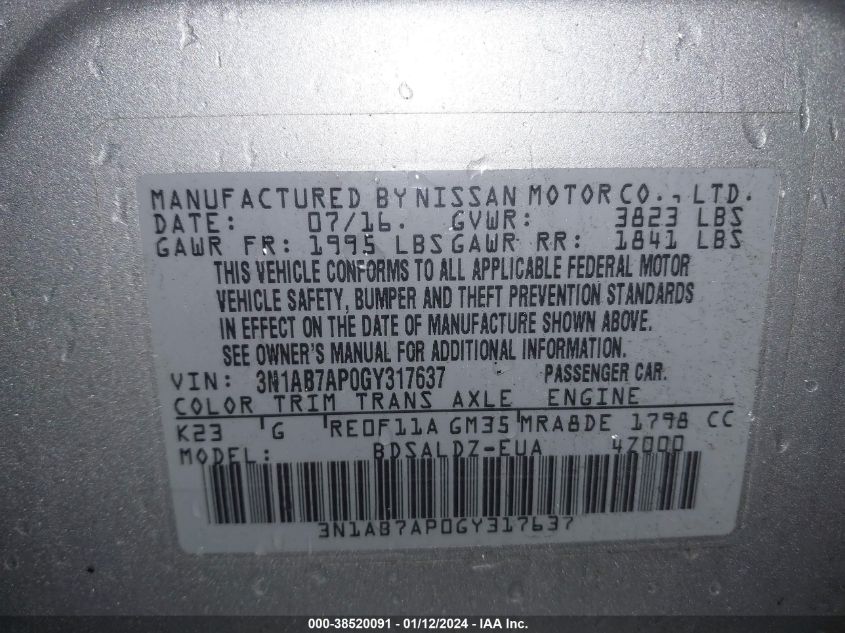 MANUFACTURED BY NISSAN MOTOR CO., LTD.
DATE: 07/16. GVWR: 3823 LBS
GAWR FR: 1995 LBS GAWR RR: 1841 LBS
THIS VEHICLE CONFORMS TO ALL APPLICABLE FEDERAL MOTOR
VEHICLE SAFETY, BUMPER AND THEFT PREVENTION STANDARDS
IN EFFECT ON THE DATE OF MANUFACTURE SHOWN ABOVE.
SEE OWNER'S MANUAL FOR ADDITIONAL INFORMATION.
VIN: 3N1AB7AP0GY317637 PASSENGER CAR.
COLOR TRIM TRANS AXLE ENGINE
K23 G RE0F11A GM35 MRA8DE 1798 CC
MODEL: BDSALDZ-EUA 4Z000
3N1AB7AP0GY317637
000-38520091 - 01/12/2024 - IAA Inc.